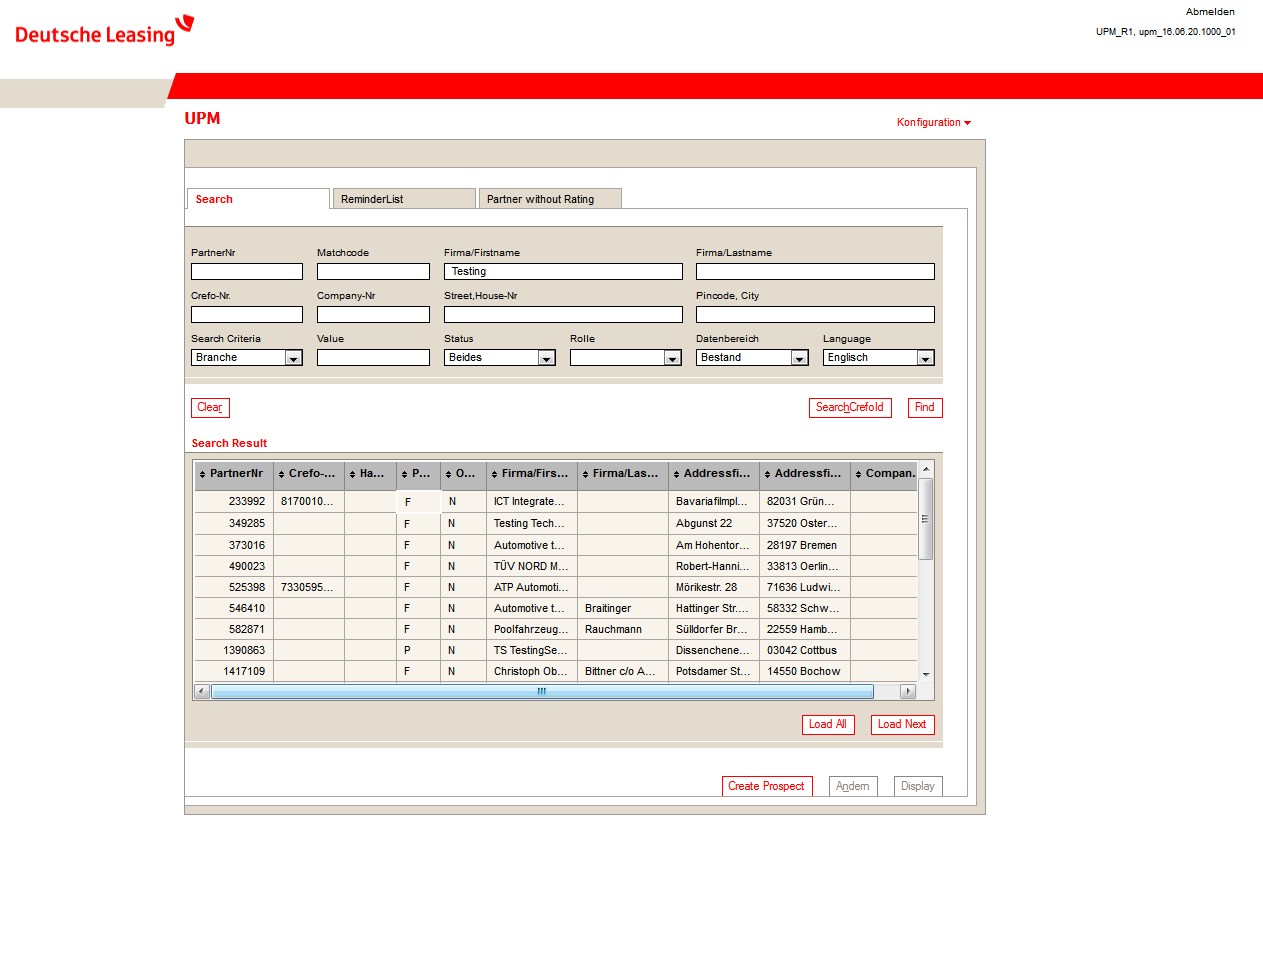 Abmelden
Deutsche Leasing
UPM_R1, upm_16.06.20.1000_01
UPM
Konfiguration
Search ReminderList Partner without Rating
PartnerNr Matchcode Firma/Firstname Firma/Lastname
Testing
Crefo-Nr. Company-Nr Street,House-Nr Pincode, City
Search Criteria Value Status Rolle Datenbereich Language
Branche Beides Bestand Englisch
Clear SearchCrefoId Find
Search Result
PartnerNr Crefo-... Ha... P... O... Firma/Firs... Firma/Las... Addressfi... Addressfi... Compan...
233992 8170010... F N ICT Integrate... Bavariafilmpl... 82031 Grün...
349285 F N Testing Tech... Abgunst 22 37520 Oster...
373016 F N Automotive t... Am Hohentor... 28197 Bremen
490023 F N TÜV NORD M... Robert-Hanni... 33813 Oerlin...
525398 7330595... F N ATP Automoti... Mörikestr. 28 71636 Ludwi...
546410 F N Automotive t... Braitinger Hattinger Str.... 58332 Schw...
582871 F N Poolfahrzeug... Rauchmann Sülldorfer Br... 22559 Hamb...
1390863 P N TS TestingSe... Dissenchene... 03042 Cottbus
1417109 F N Christoph Ob... Bittner c/o A... Potsdamer St... 14550 Bochow
Load All Load Next
Create Prospect Ändern Display